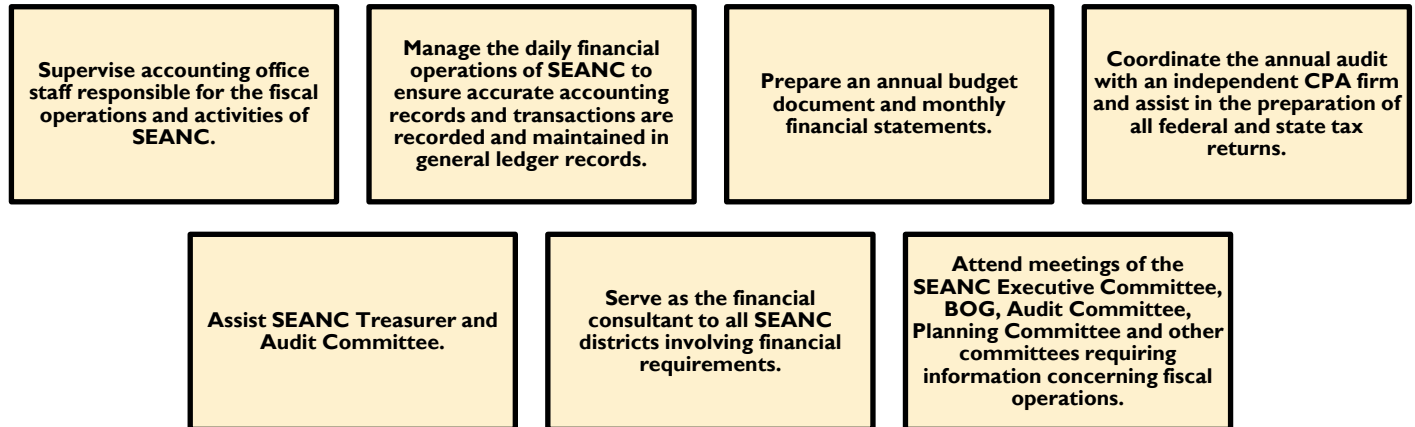 Supervise accounting office
staff responsible for the fiscal
operations and activities of
SEANC.
Manage the daily financial
operations of SEANC to
ensure accurate accounting
records and transactions are
recorded and maintained in
general ledger records.
Prepare an annual budget
document and monthly
financial statements.
Coordinate the annual audit
with an independent CPA firm
and assist in the preparation of
all federal and state tax
returns.
Assist SEANC Treasurer and
Audit Committee.
Serve as the financial
consultant to all SEANC
districts involving financial
requirements.
Attend meetings of the
SEANC Executive Committee,
BOG, Audit Committee,
Planning Committee and other
committees requiring
information concerning fiscal
operations.